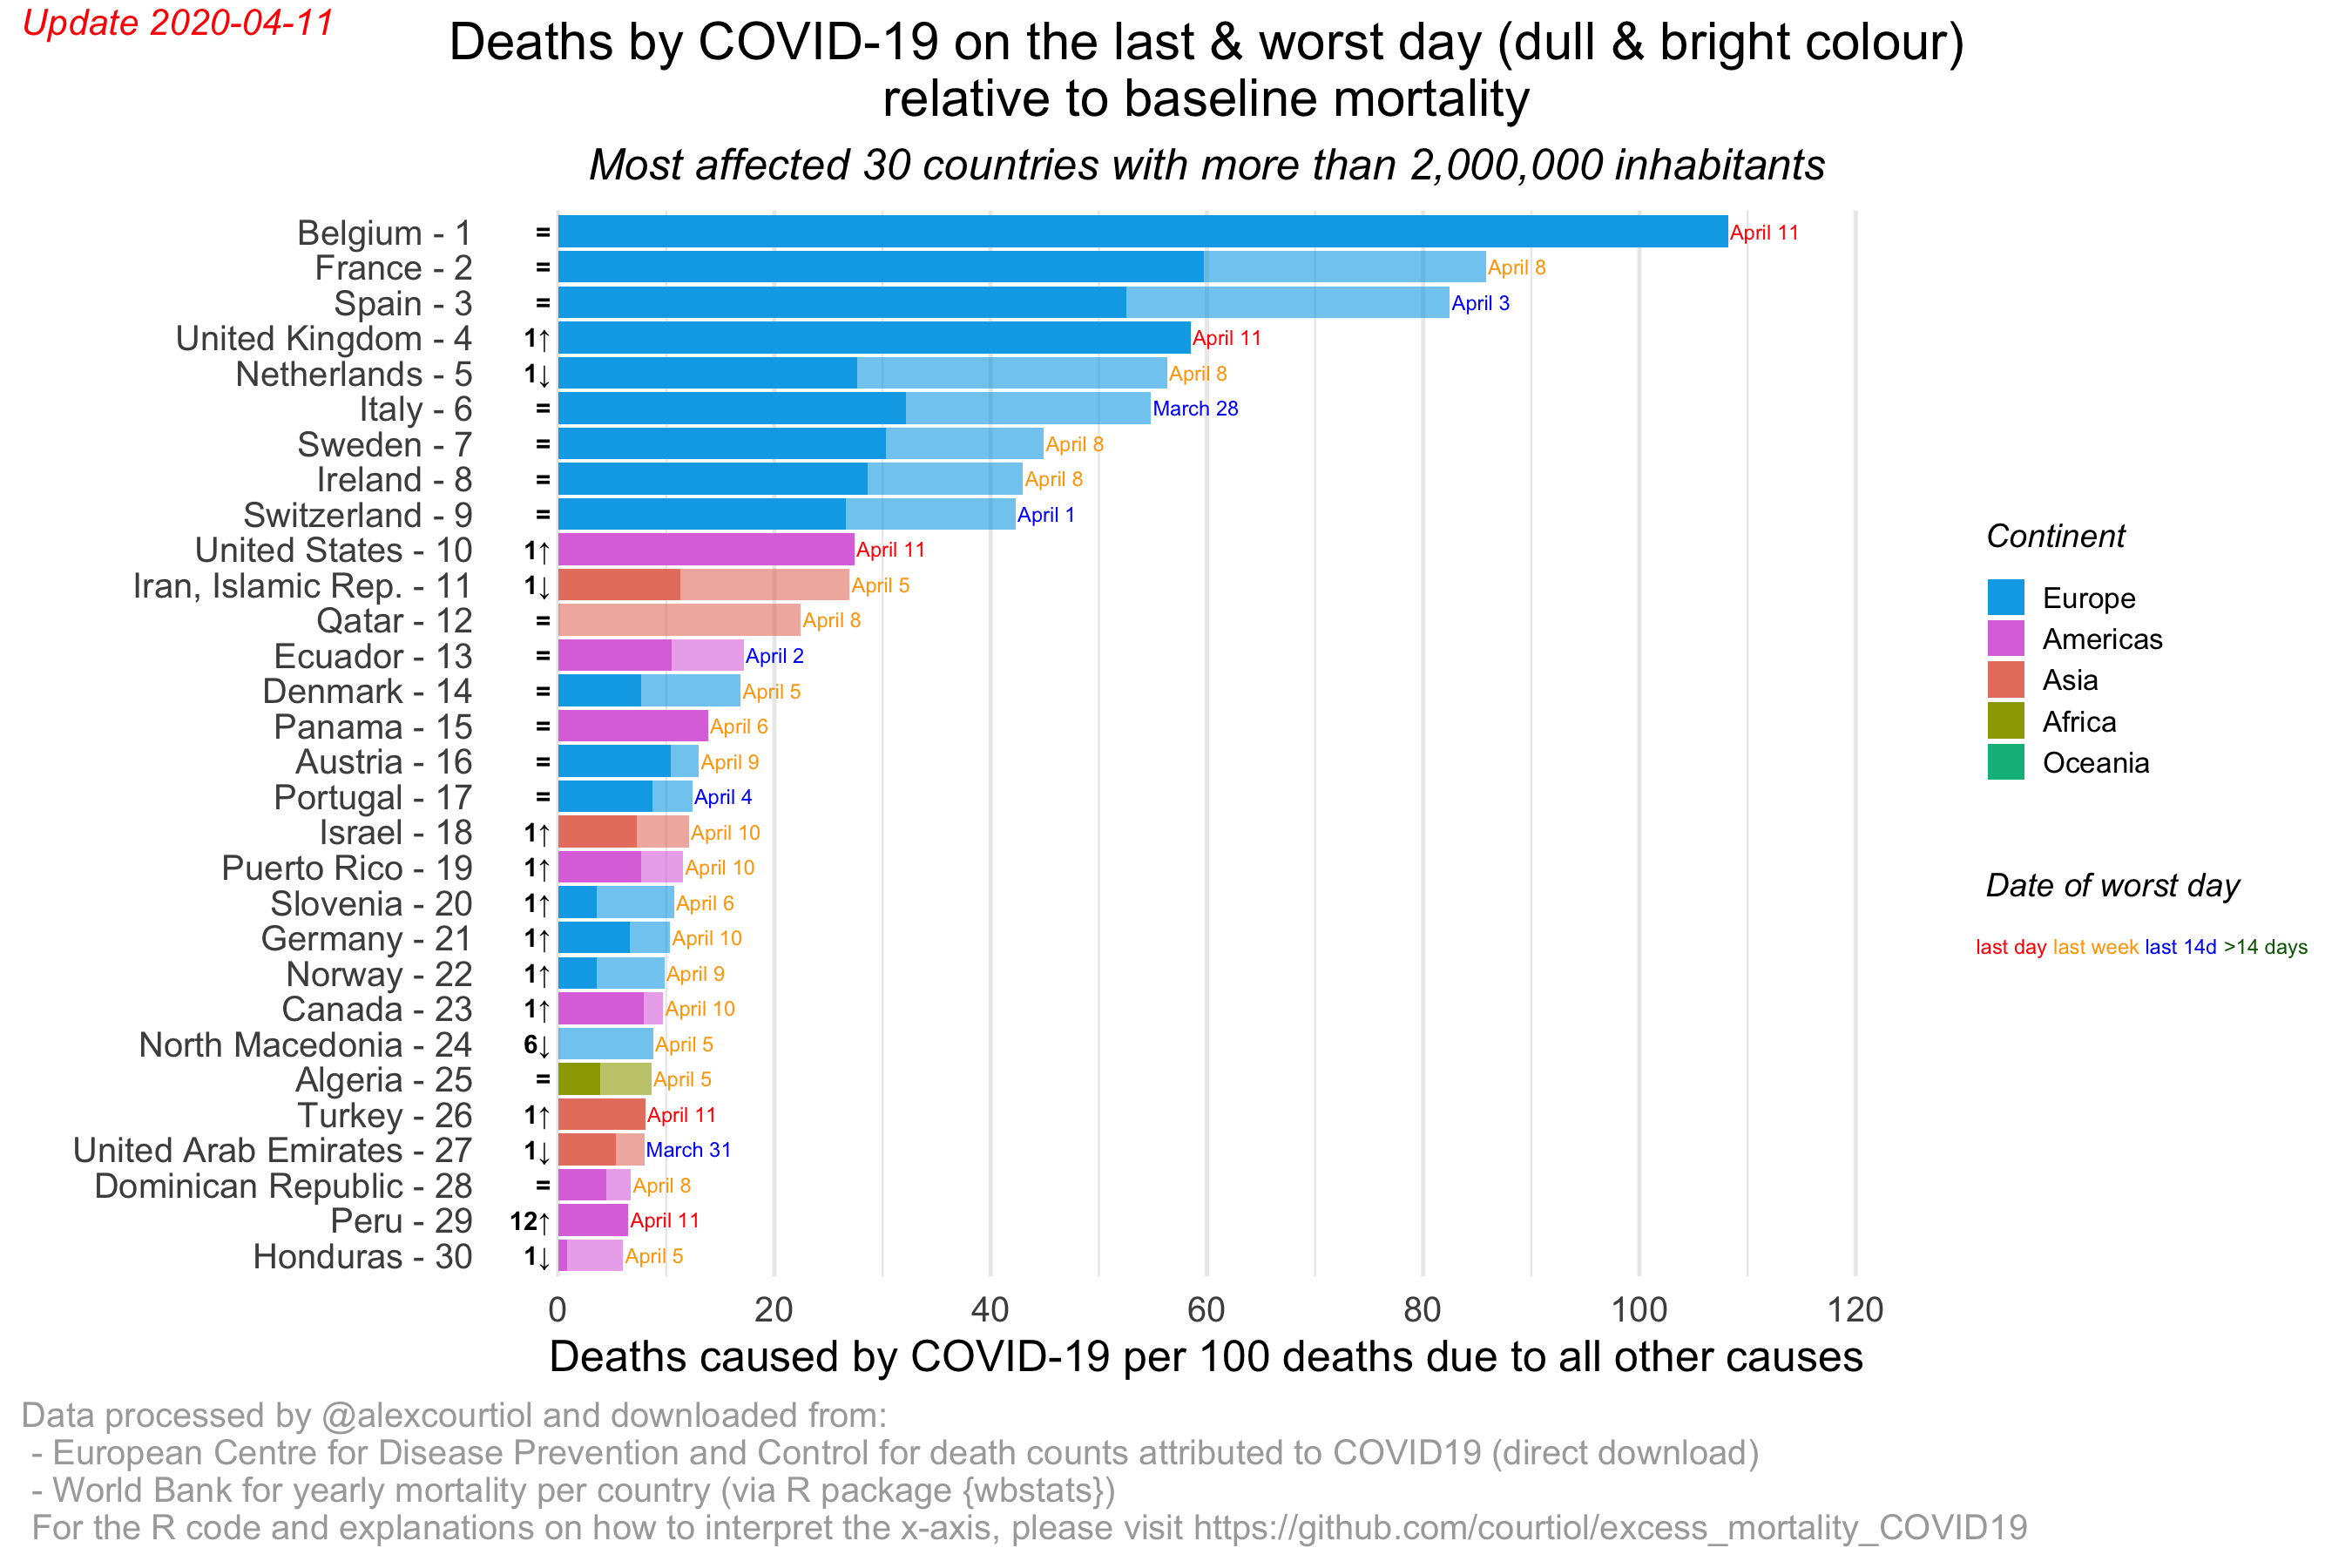 Update 2020-04-11
Deaths by COVID-19 on the last & worst day (dull & bright colour)
relative to baseline mortality
Most affected 30 countries with more than 2,000,000 inhabitants
Belgium - 1 = April 11
France - 2 = April 8
Spain - 3 = April 3
United Kingdom - 4 1↑ April 11
Netherlands - 5 1↓ April 8
Italy - 6 = March 28
Sweden - 7 = April 8
Ireland - 8 = April 8
Switzerland - 9 = April 1
United States - 10 1↑ April 11
Iran, Islamic Rep. - 11 1↓ April 5
Qatar - 12 = April 8
Ecuador - 13 = April 2
Denmark - 14 = April 5
Panama - 15 = April 6
Austria - 16 = April 9
Portugal - 17 = April 4
Israel - 18 1↑ April 10
Puerto Rico - 19 1↑ April 10
Slovenia - 20 1↑ April 6
Germany - 21 1↑ April 10
Norway - 22 1↑ April 9
Canada - 23 1↑ April 10
North Macedonia - 24 6↓ April 5
Algeria - 25 = April 5
Turkey - 26 1↑ April 11
United Arab Emirates - 27 1↓ March 31
Dominican Republic - 28 = April 8
Peru - 29 12↑ April 11
Honduras - 30 1↓ April 5
0 20 40 60 80 100 120
Deaths caused by COVID-19 per 100 deaths due to all other causes
Continent
Europe
Americas
Asia
Africa
Oceania
Date of worst day
last day last week last 14d >14 days
Data processed by @alexcourtiol and downloaded from:
- European Centre for Disease Prevention and Control for death counts attributed to COVID19 (direct download)
- World Bank for yearly mortality per country (via R package {wbstats})
For the R code and explanations on how to interpret the x-axis, please visit https://github.com/courtiol/excess_mortality_COVID19